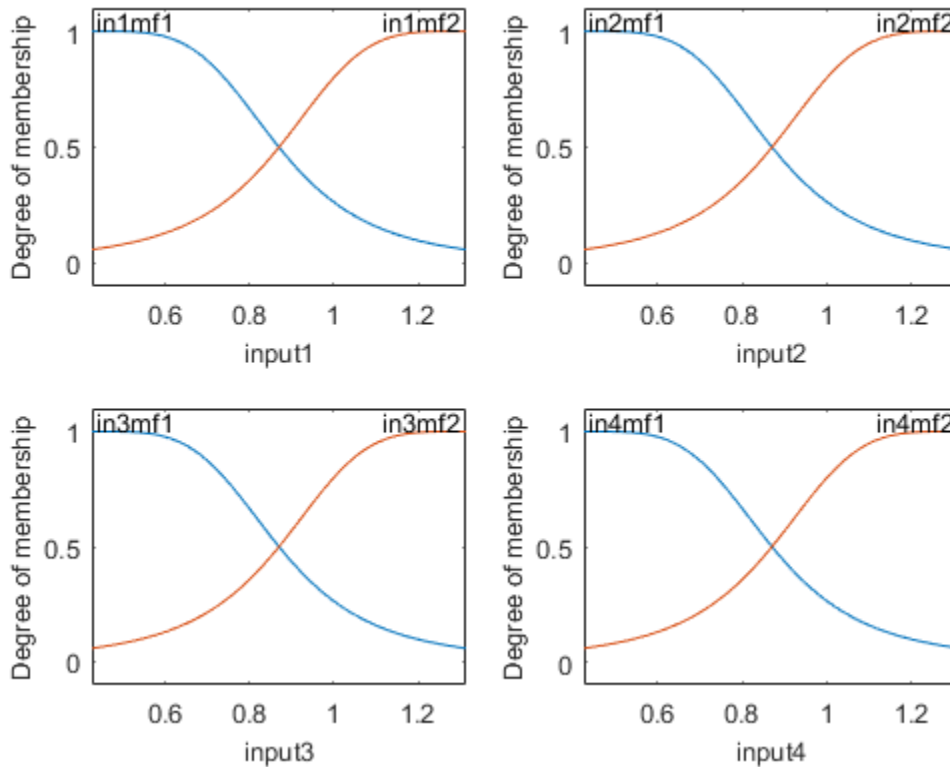 in1mf1 in1mf2
Degree of membership
1
0.5
0
0.6 0.8 1 1.2
input1
in2mf1 in2mf2
Degree of membership
1
0.5
0
0.6 0.8 1 1.2
input2
in3mf1 in3mf2
Degree of membership
1
0.5
0
0.6 0.8 1 1.2
input3
in4mf1 in4mf2
Degree of membership
1
0.5
0
0.6 0.8 1 1.2
input4